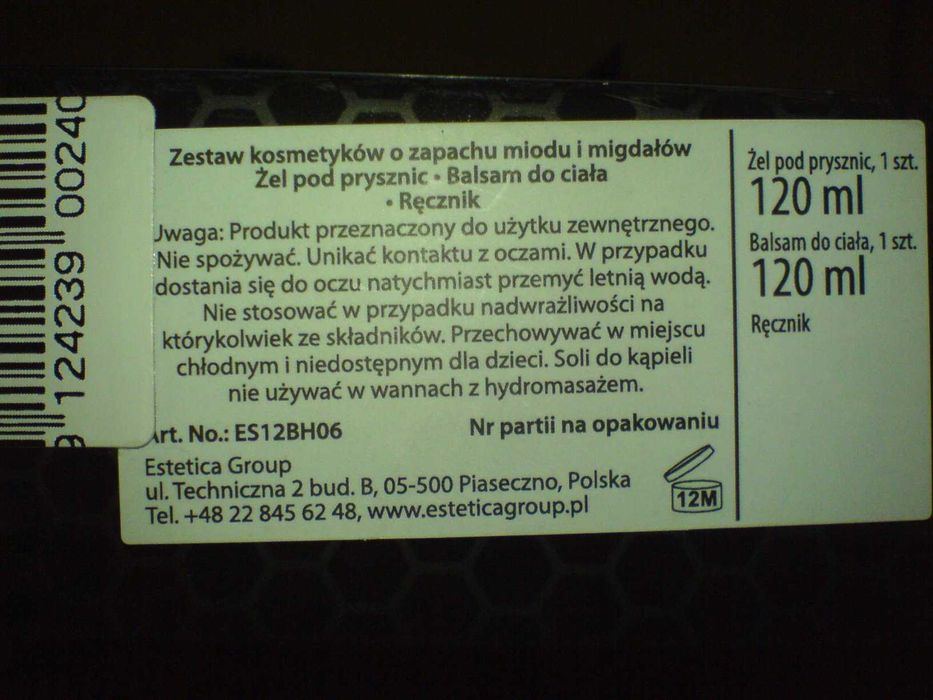 Zestaw kosmetyków o zapachu miodu i migdałów
Żel pod prysznic • Balsam do ciała
• Ręcznik
Uwaga: Produkt przeznaczony do użytku zewnętrznego.
Nie spożywać. Unikać kontaktu z oczami. W przypadku
dostania się do oczu natychmiast przemyć letnią wodą.
Nie stosować w przypadku nadwrażliwości na
którykolwiek ze składników. Przechowywać w miejscu
chłodnym i niedostępnym dla dzieci. Soli do kąpieli
nie używać w wannach z hydromasażem.
Art. No.: ES12BH06
Nr partii na opakowaniu
Estetica Group
ul. Techniczna 2 bud. B, 05-500 Piaseczno, Polska
Tel. +48 22 845 62 48, www.esteticagroup.pl
12M
Żel pod prysznic, 1 szt.
120 ml
Balsam do ciała, 1 szt.
120 ml
Ręcznik
9 124239 00240